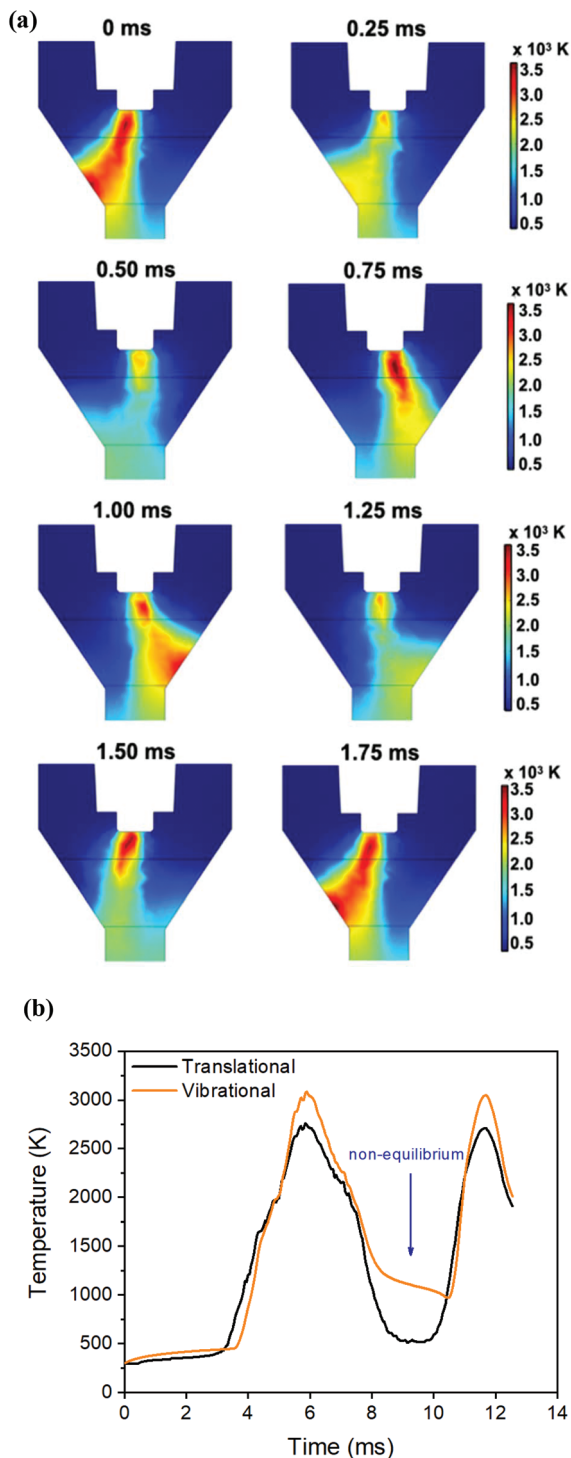 (a)
0 ms
0.25 ms
x 10³ K
3.5
3.0
2.5
2.0
1.5
1.0
0.5
0.50 ms
0.75 ms
x 10³ K
3.5
3.0
2.5
2.0
1.5
1.0
0.5
1.00 ms
1.25 ms
x 10³ K
3.5
3.0
2.5
2.0
1.5
1.0
0.5
1.50 ms
1.75 ms
x 10³ K
3.5
3.0
2.5
2.0
1.5
1.0
0.5
(b)
3500
3000
2500
2000
1500
1000
500
0
Temperature (K)
Translational
Vibrational
non-equilibrium
0 2 4 6 8 10 12 14
Time (ms)